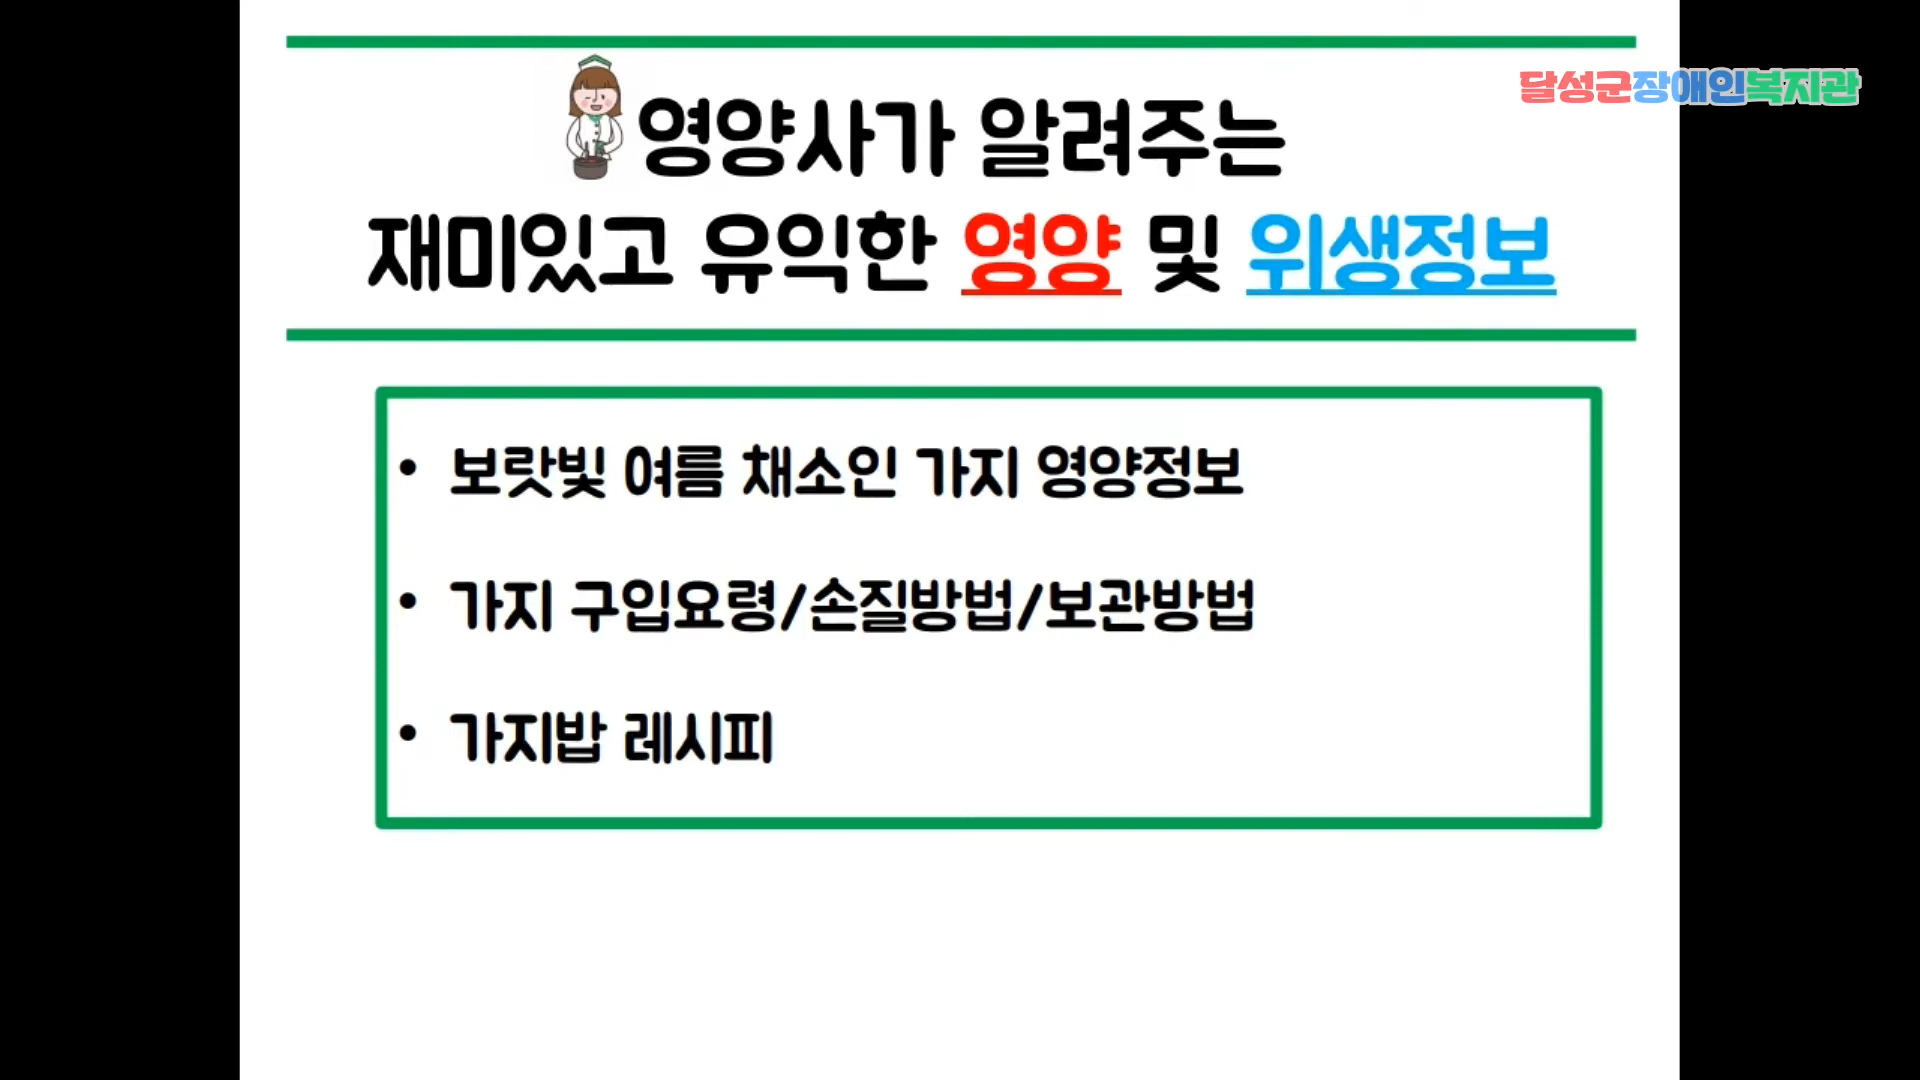 달성군장애인복지관
영양사가 알려주는
재미있고 유익한 영양 및 위생정보
• 보랏빛 여름 채소인 가지 영양정보
• 가지 구입요령/손질방법/보관방법
• 가지밥 레시피